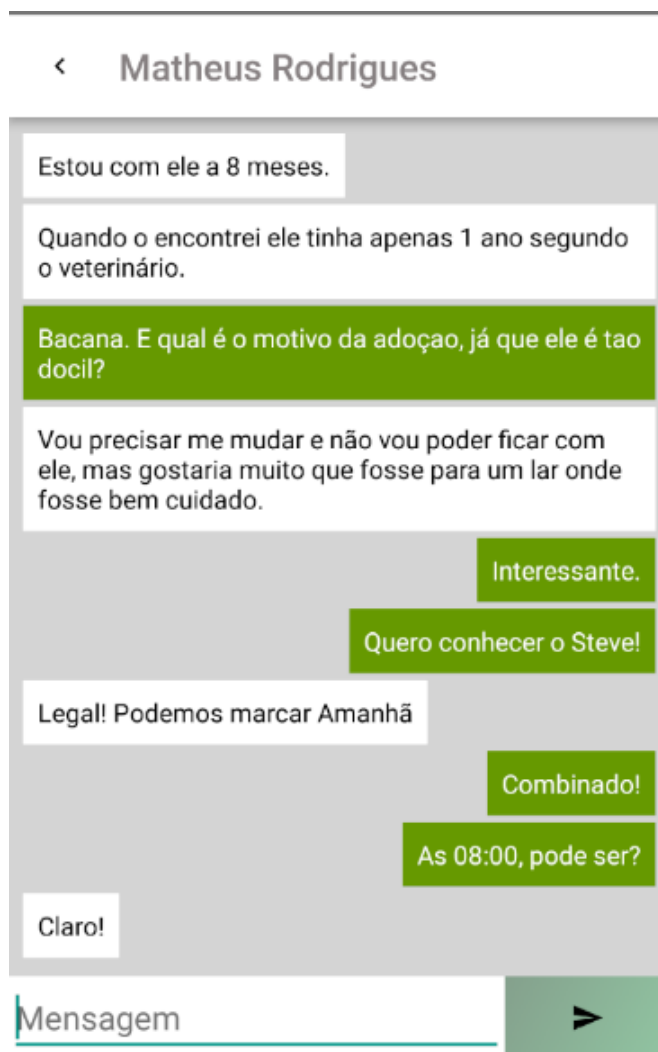 Matheus Rodrigues
Estou com ele a 8 meses.
Quando o encontrei ele tinha apenas 1 ano segundo
o veterinário.
Bacana. E qual é o motivo da adoçao, já que ele é tao
docil?
Vou precisar me mudar e não vou poder ficar com
ele, mas gostaria muito que fosse para um lar onde
fosse bem cuidado.
Interessante.
Quero conhecer o Steve!
Legal! Podemos marcar Amanhã
Combinado!
As 08:00, pode ser?
Claro!
Mensagem